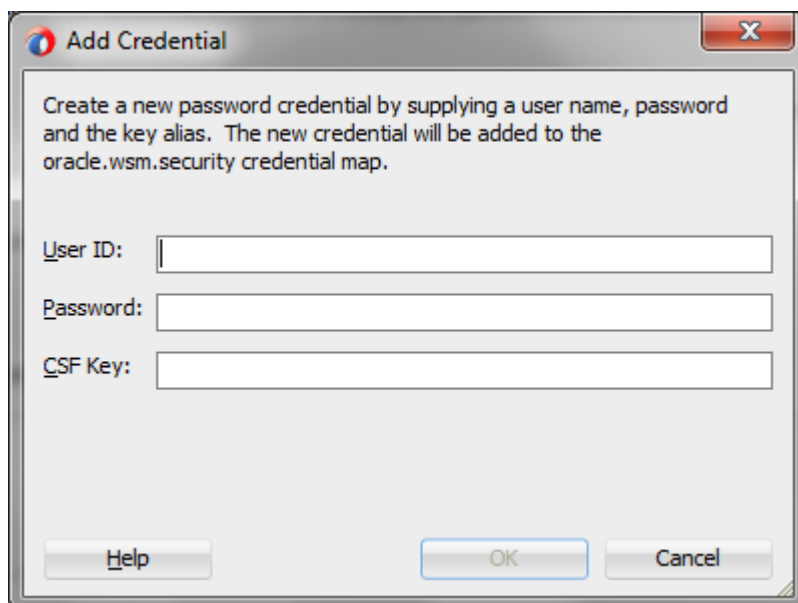 Add Credential
Create a new password credential by supplying a user name, password
and the key alias. The new credential will be added to the
oracle.wsm.security credential map.
User ID:
Password:
CSF Key:
Help
OK
Cancel